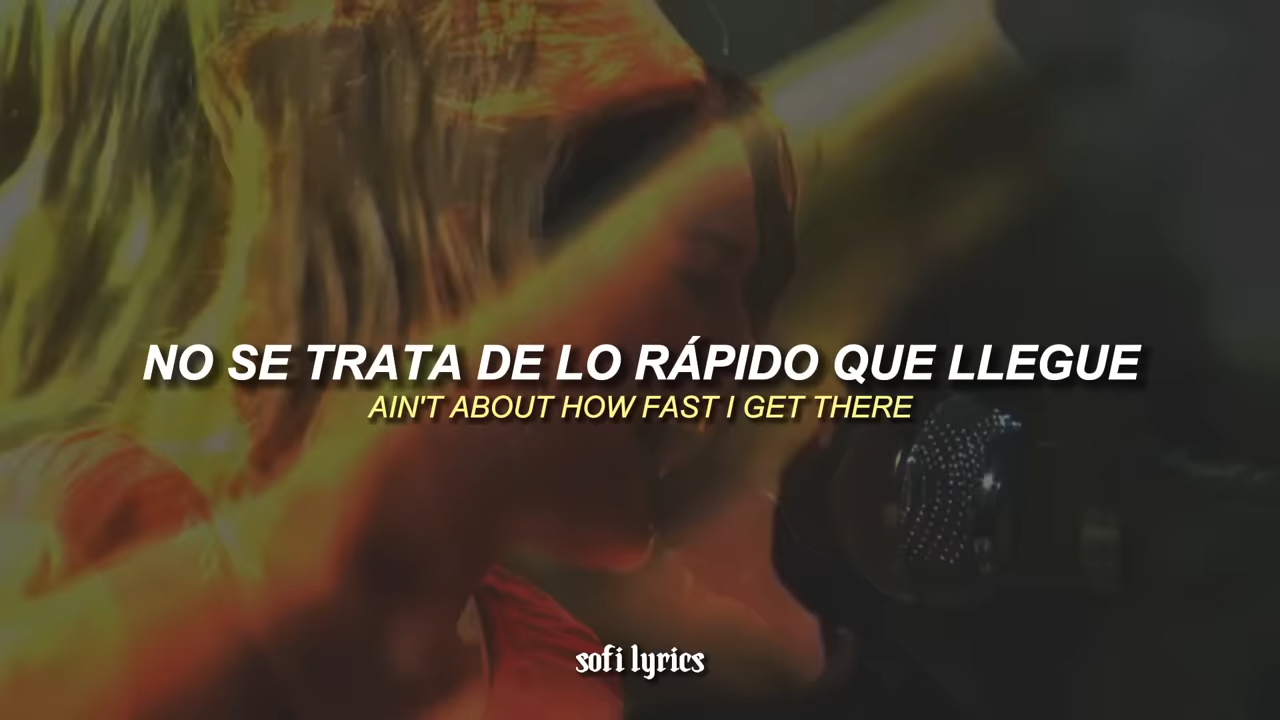 NO SE TRATA DE LO RÁPIDO QUE LLEGUE
AIN'T ABOUT HOW FAST I GET THERE
sofi lyrics